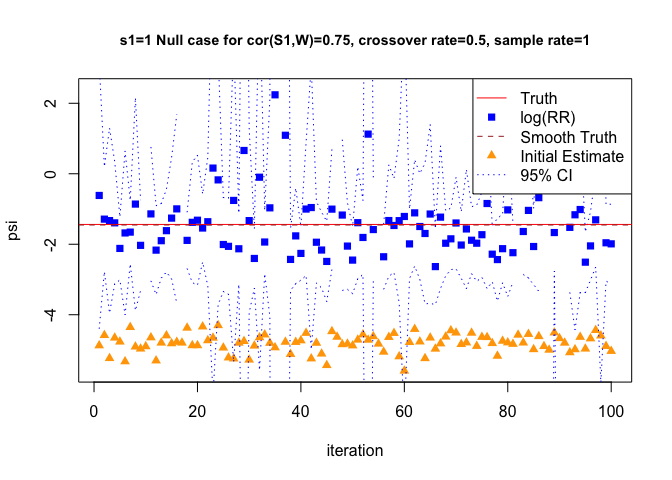 s1=1 Null case for cor(S1,W)=0.75, crossover rate=0.5, sample rate=1
Truth
log(RR)
Smooth Truth
Initial Estimate
95% CI
psi
2
0
-2
-4
0 20 40 60 80 100
iteration